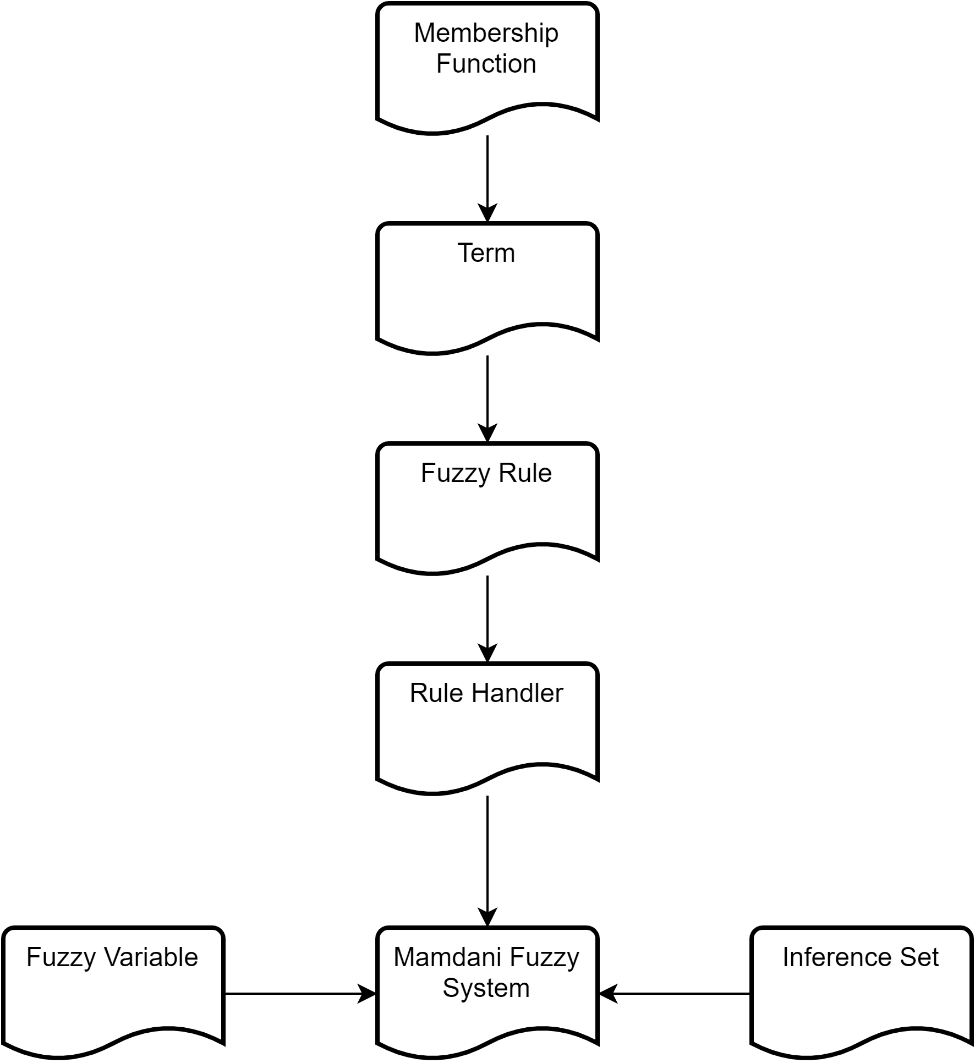 Membership
Function
Term
Fuzzy Rule
Rule Handler
Fuzzy Variable
Mamdani Fuzzy
System
Inference Set